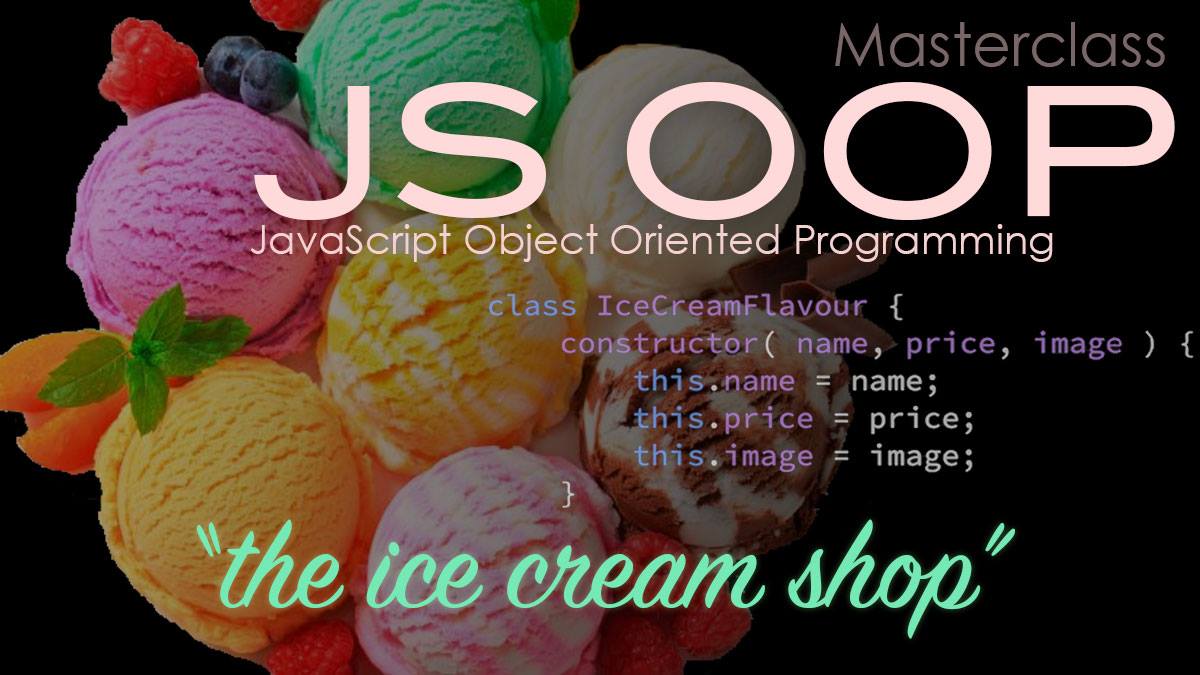 Masterclass
JS OOP
JavaScript Object Oriented Programming
class IceCreamFlavour {
constructor( name, price, image ) {
this.name = name;
this.price = price;
this.image = image;
}
"the ice cream shop"